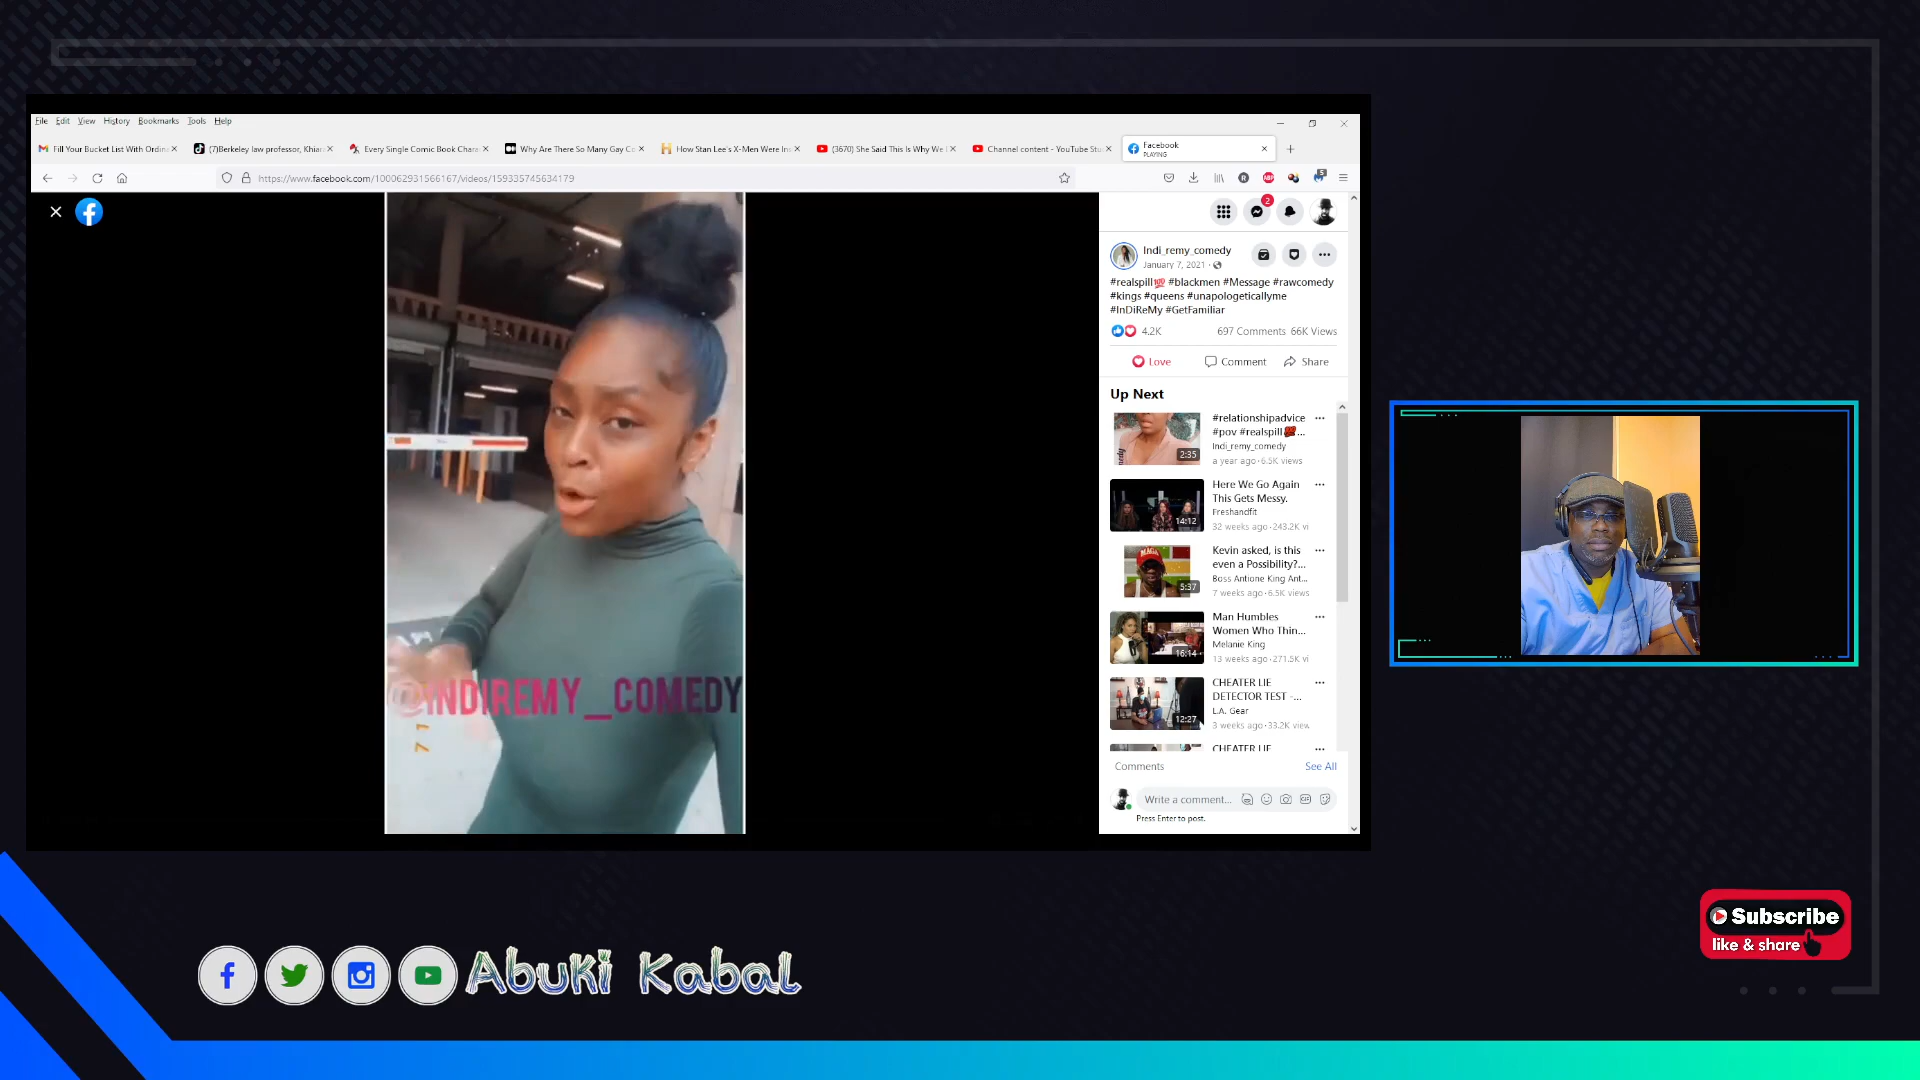 File Edit View History Bookmarks Tools Help
Fill Your Bucket List With Ordin
(7)Berkeley law professor, Khiar
Every Single Comic Book Chara
Why Are There So Many Gay Co
How Stan Lee's X-Men Were In
(3670) She Said This Is Why We
Channel content - YouTube Stu
Facebook
PLAYING
https://www.facebook.com/100062931566167/videos/159335745634179
2
Indi_remy_comedy
January 7, 2021
#realspill💯 #blackmen #Message #rawcomedy
#kings #queens #unapologeticallyme
#InDiReMy #GetFamiliar
4.2K 697 Comments 66K Views
Love Comment Share
Up Next
#relationshipadvice
#pov #realspill...
Indi_remy_comedy
a year ago · 6.5K views
2:35
Here We Go Again
This Gets Messy.
Freshandfit
32 weeks ago · 243.2K vi
14:12
Kevin asked, is this
even a Possibility?...
Boss Antione King Ant...
7 weeks ago · 6.5K views
MAGA
5:37
Man Humbles
Women Who Thin...
Melanie King
13 weeks ago · 271.5K vi
16:14
CHEATER LIE
DETECTOR TEST -...
L.A. Gear
3 weeks ago · 33.2K view
12:27
CHEATER LIE
Comments See All
Write a comment...
Press Enter to post.
@INDIREMY_COMEDY
Abuki Kabal
Subscribe
like & share